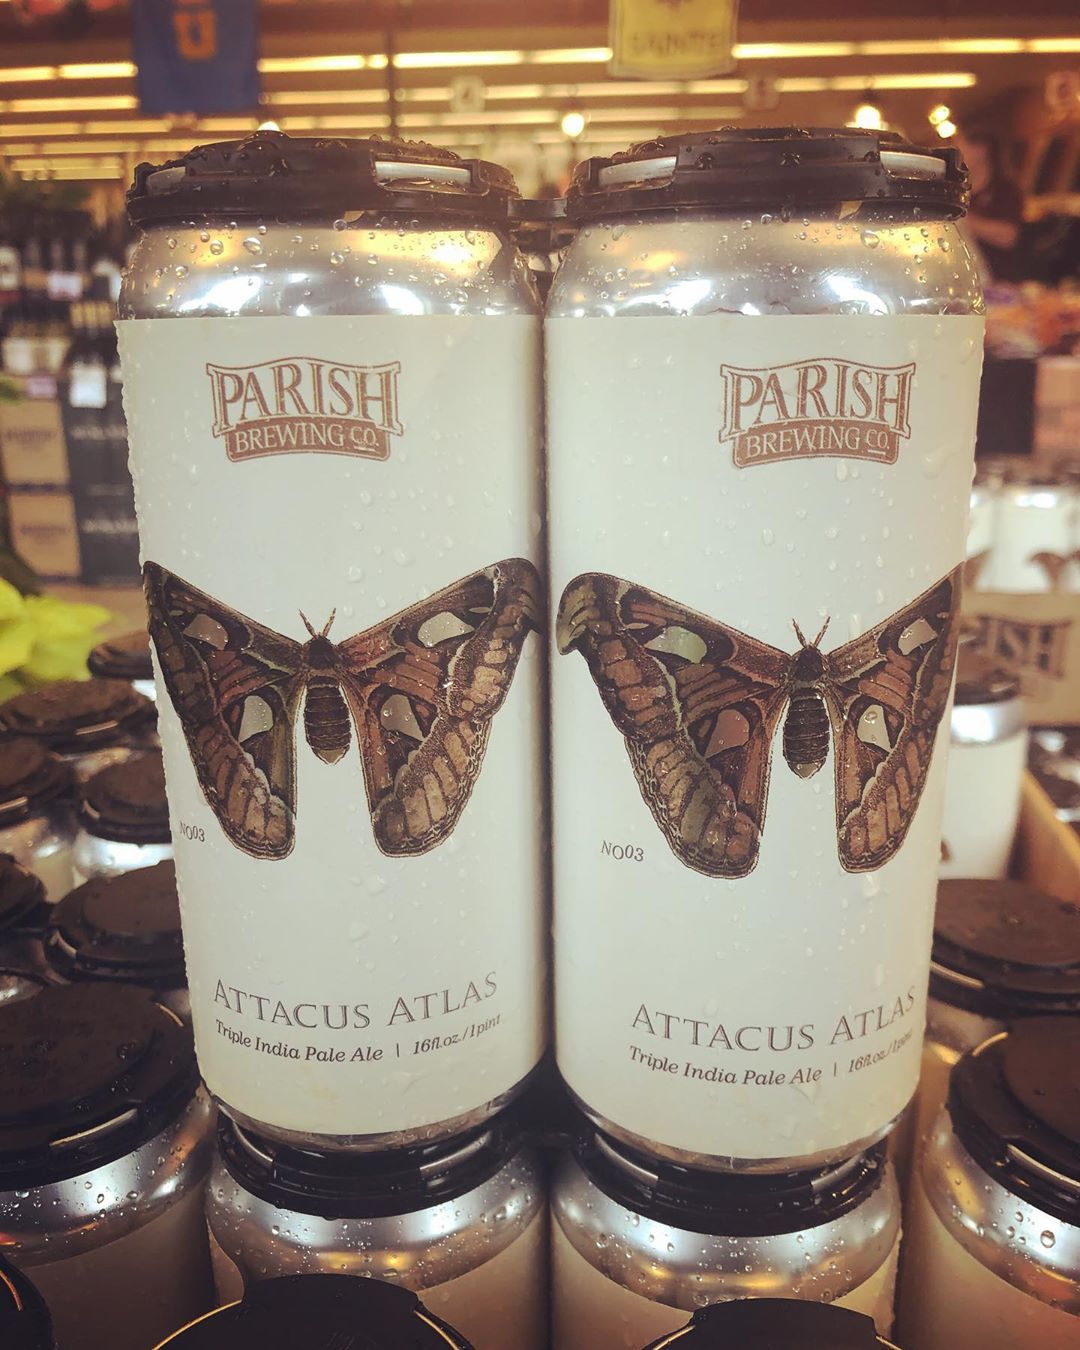 PARISH
BREWING CO.
NO03
ATTACUS ATLAS
Triple India Pale Ale | 16fl.oz./1pint
PARISH
BREWING CO.
NO03
ATTACUS ATLAS
Triple India Pale Ale | 16fl.oz./1pint